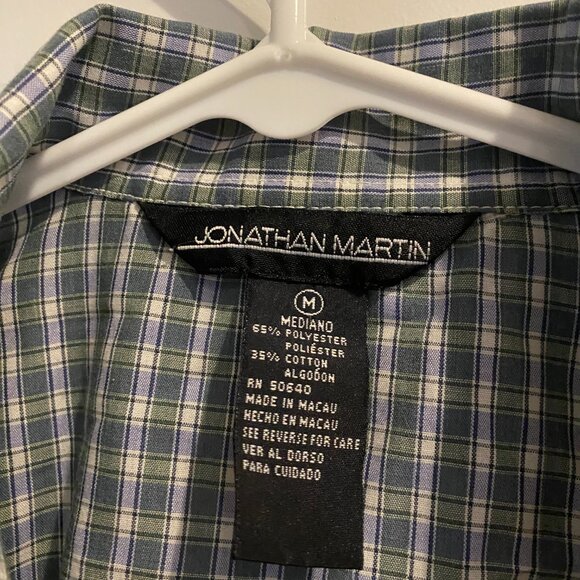 JONATHAN MARTIN
M
MEDIANO
65% POLYESTER
POLIÉSTER
35% COTTON
ALGODON
RN 50640
MADE IN MACAU
HECHO EN MACAU
SEE REVERSE FOR CARE
VER AL DORSO
PARA CUIDADO